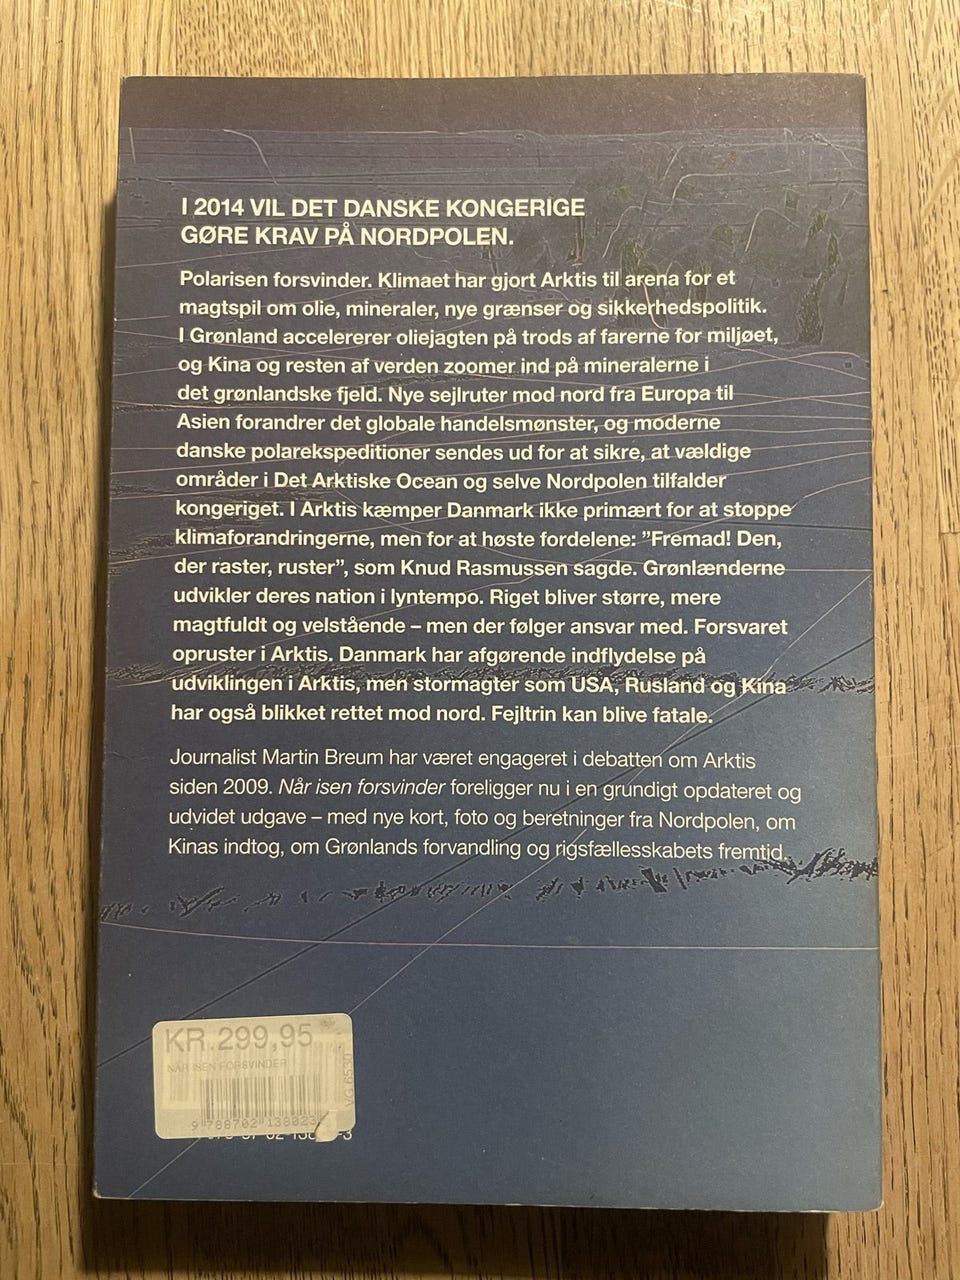 I 2014 VIL DET DANSKE KONGERIGE
GØRE KRAV PÅ NORDPOLEN.
Polarisen forsvinder. Klimaet har gjort Arktis til arena for et
magtspil om olie, mineraler, nye grænser og sikkerhedspolitik.
I Grønland accelererer oliejagten på trods af farerne for miljøet,
og Kina og resten af verden zoomer ind på mineralerne i
det grønlandske fjeld. Nye sejlruter mod nord fra Europa til
Asien forandrer det globale handelsmønster, og moderne
danske polarekspeditioner sendes ud for at sikre, at vældige
områder i Det Arktiske Ocean og selve Nordpolen tilfalder
kongeriget. I Arktis kæmper Danmark ikke primært for at stoppe
klimaforandringerne, men for at høste fordelene: ”Fremad! Den,
der raster, ruster”, som Knud Rasmussen sagde. Grønlænderne
udvikler deres nation i lyntempo. Riget bliver større, mere
magtfuldt og velstående – men der følger ansvar med. Forsvaret
opruster i Arktis. Danmark har afgørende indflydelse på
udviklingen i Arktis, men stormagter som USA, Rusland og Kina
har også blikket rettet mod nord. Fejltrin kan blive fatale.
Journalist Martin Breum har været engageret i debatten om Arktis
siden 2009. Når isen forsvinder foreligger nu i en grundigt opdateret og
udvidet udgave – med nye kort, foto og beretninger fra Nordpolen, om
Kinas indtog, om Grønlands forvandling og rigsfællesskabets fremtid.
KR.299,95
NÅR ISEN FORSVINDER
9 788702 138023